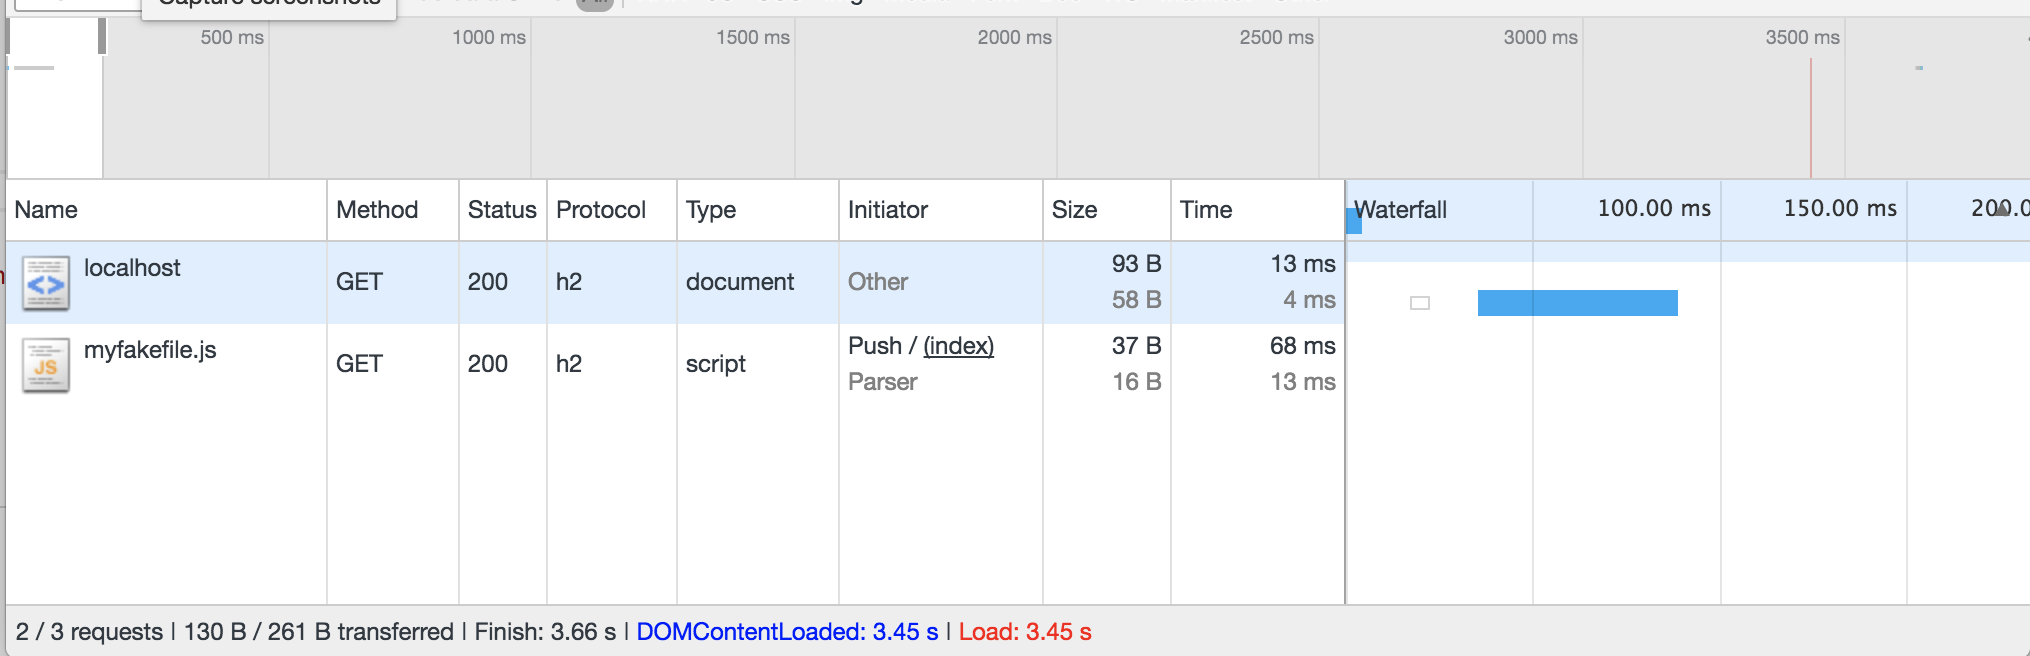 Capture screenshots
500 ms 1000 ms 1500 ms 2000 ms 2500 ms 3000 ms 3500 ms
Name Method Status Protocol Type Initiator Size Time Waterfall 100.00 ms 150.00 ms 200.0
localhost GET 200 h2 document Other 93 B 13 ms
58 B 4 ms
myfakefile.js GET 200 h2 script Push / (index) 37 B 68 ms
Parser 16 B 13 ms
2 / 3 requests | 130 B / 261 B transferred | Finish: 3.66 s | DOMContentLoaded: 3.45 s | Load: 3.45 s